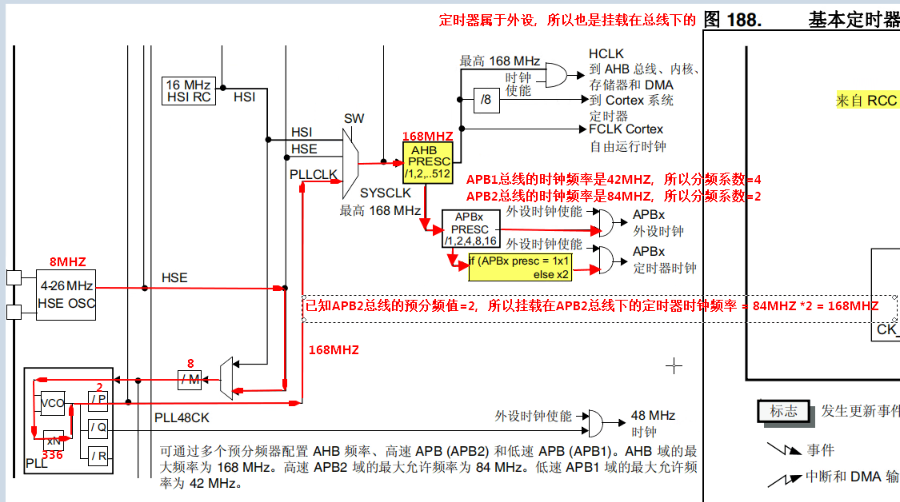 定时器属于外设，所以也是挂载在总线下的
图 188.
基本定时器
16 MHz
HSI RC
HSI
SW
HSI
HSE
PLLCLK
SYSCLK
最高 168 MHz
168MHZ
AHB
PRESC
/1,2,..512
最高 168 MHz
时钟
使能
/8
HCLK
到 AHB 总线、内核、
存储器和 DMA
到 Cortex 系统
定时器
FCLK Cortex
自由运行时钟
来自 RCC
APB1总线的时钟频率是42MHZ，所以分频系数=4
APB2总线的时钟频率是84MHZ，所以分频系数=2
APBx
PRESC
/1,2,4,8,16
外设时钟使能
APBx
外设时钟
外设时钟使能
APBx
定时器时钟
if (APBx presc = 1x1
else x2
8MHZ
4-26 MHz
HSE OSC
HSE
已知APB2总线的预分频值=2，所以挂载在APB2总线下的定时器时钟频率 = 84MHZ *2 = 168MHZ
CK_
168MHZ
8
/ M
VCO
xN
336
PLL
2
/ P
/ Q
/ R
PLL48CK
外设时钟使能
48 MHz
时钟
可通过多个预分频器配置 AHB 频率、高速 APB (APB2) 和低速 APB (APB1)。AHB 域的最
大频率为 168 MHz。高速 APB2 域的最大允许频率为 84 MHz。低速 APB1 域的最大允许频
率为 42 MHz。
标志
发生更新事件
事件
中断和 DMA 输